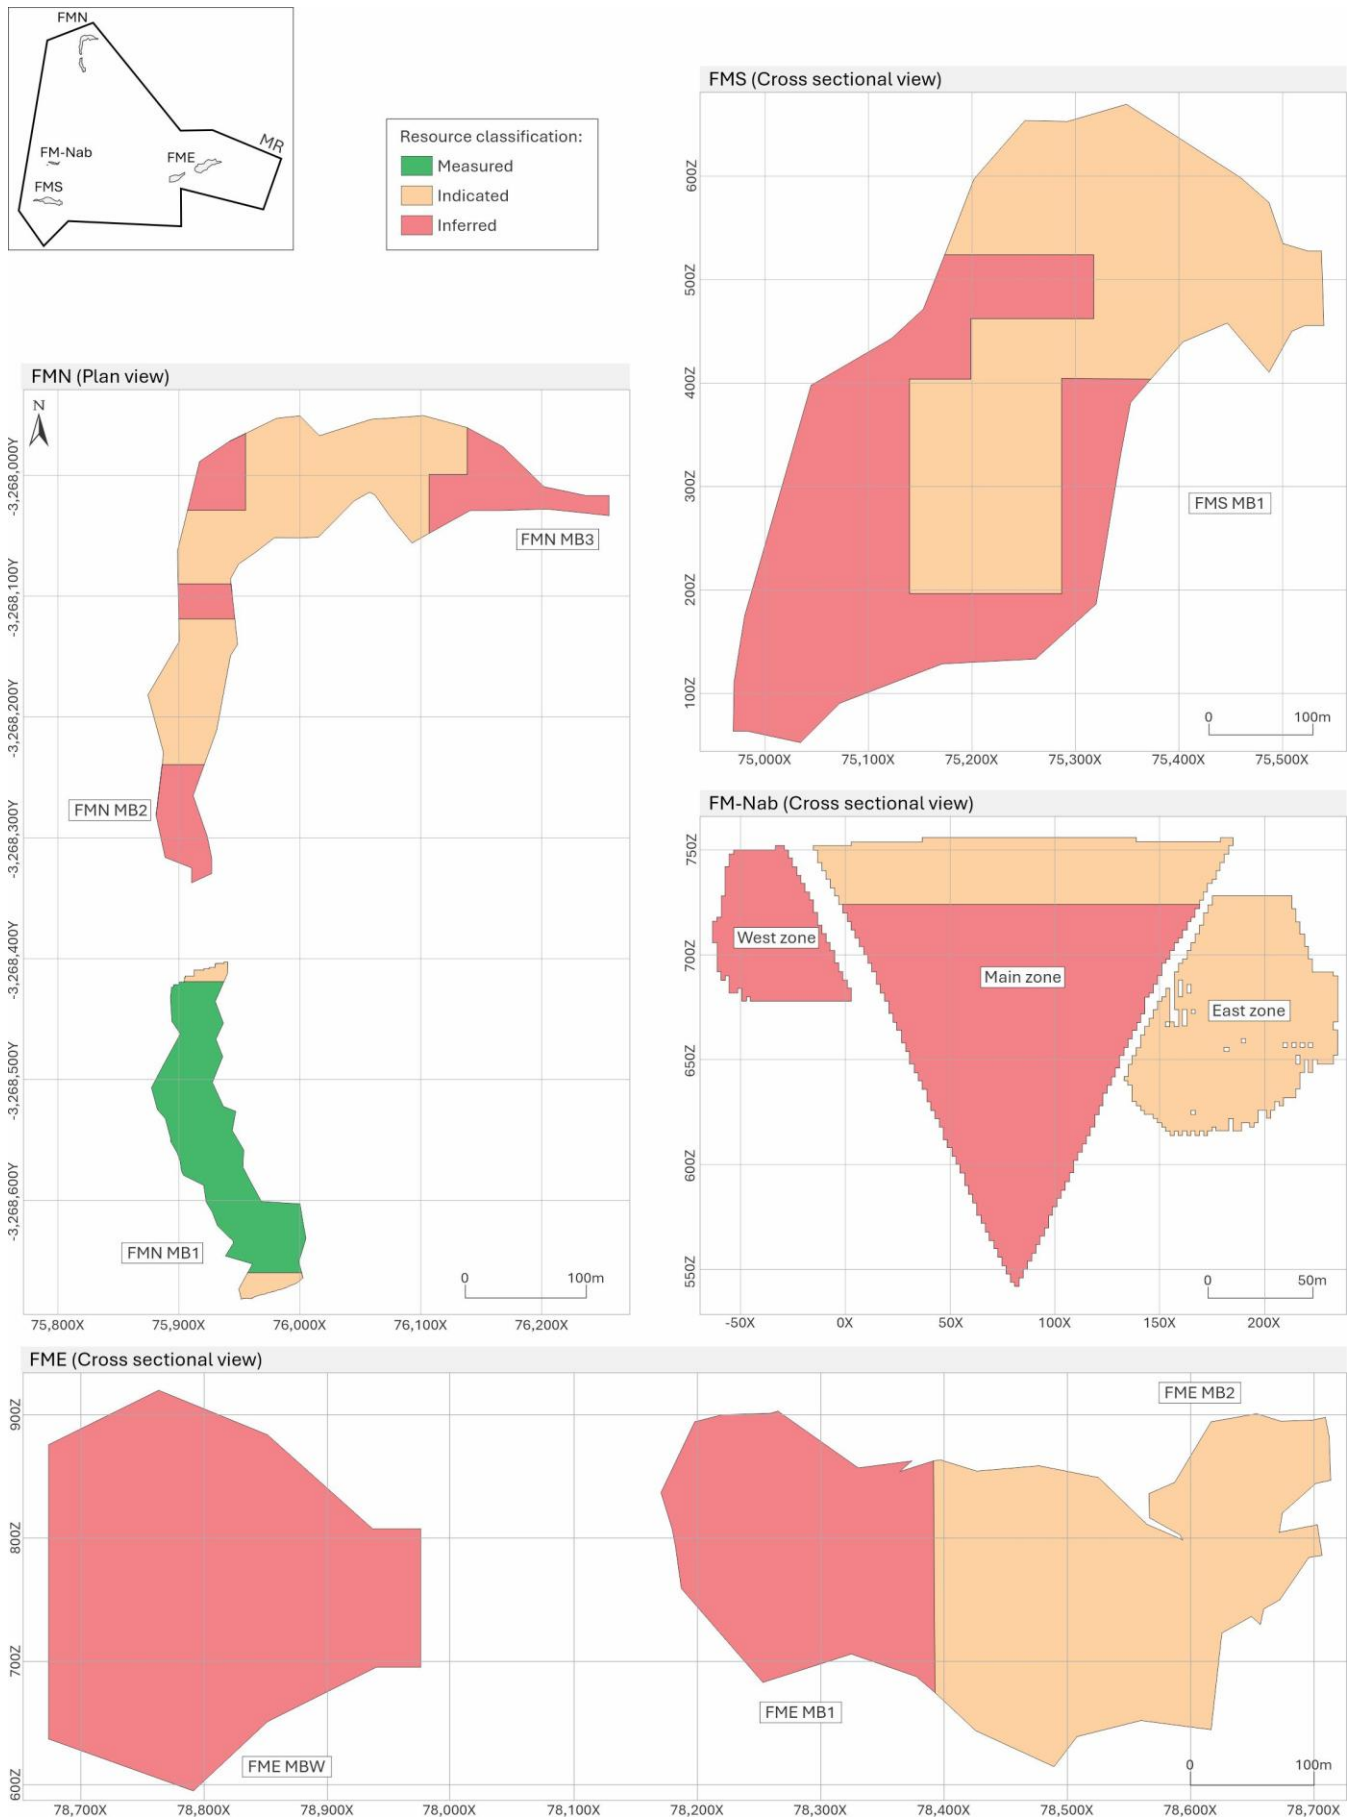 FMN
FM-Nab
FME
MR
FMS
Resource classification:
Measured
Indicated
Inferred
FMS (Cross sectional view)
600Z
500Z
400Z
300Z
200Z
100Z
FMS MB1
0 100m
75,000X 75,100X 75,200X 75,300X 75,400X 75,500X
FMN (Plan view)
N
-3,268,000Y
-3,268,100Y
-3,268,200Y
-3,268,300Y
-3,268,400Y
-3,268,500Y
-3,268,600Y
FMN MB3
FMN MB2
FMN MB1
0 100m
75,800X 75,900X 76,000X 76,100X 76,200X
FM-Nab (Cross sectional view)
750Z
700Z
650Z
600Z
550Z
West zone
Main zone
East zone
0 50m
-50X 0X 50X 100X 150X 200X
FME (Cross sectional view)
900Z
800Z
700Z
600Z
FME MB2
FME MB1
FME MBW
0 100m
78,700X 78,800X 78,900X 78,000X 78,100X 78,200X 78,300X 78,400X 78,500X 78,600X 78,700X